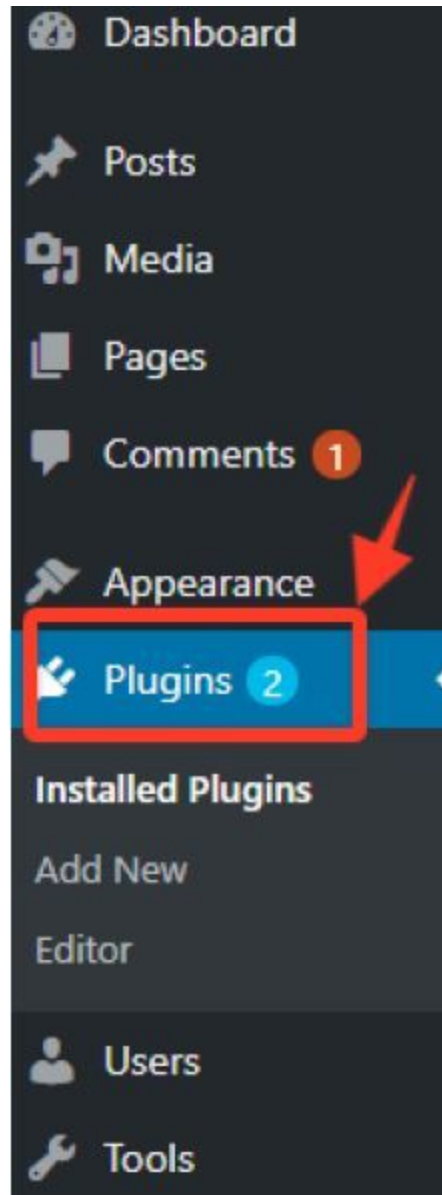 Dashboard
Posts
Media
Pages
Comments 1
Appearance
Plugins 2
Installed Plugins
Add New
Editor
Users
Tools